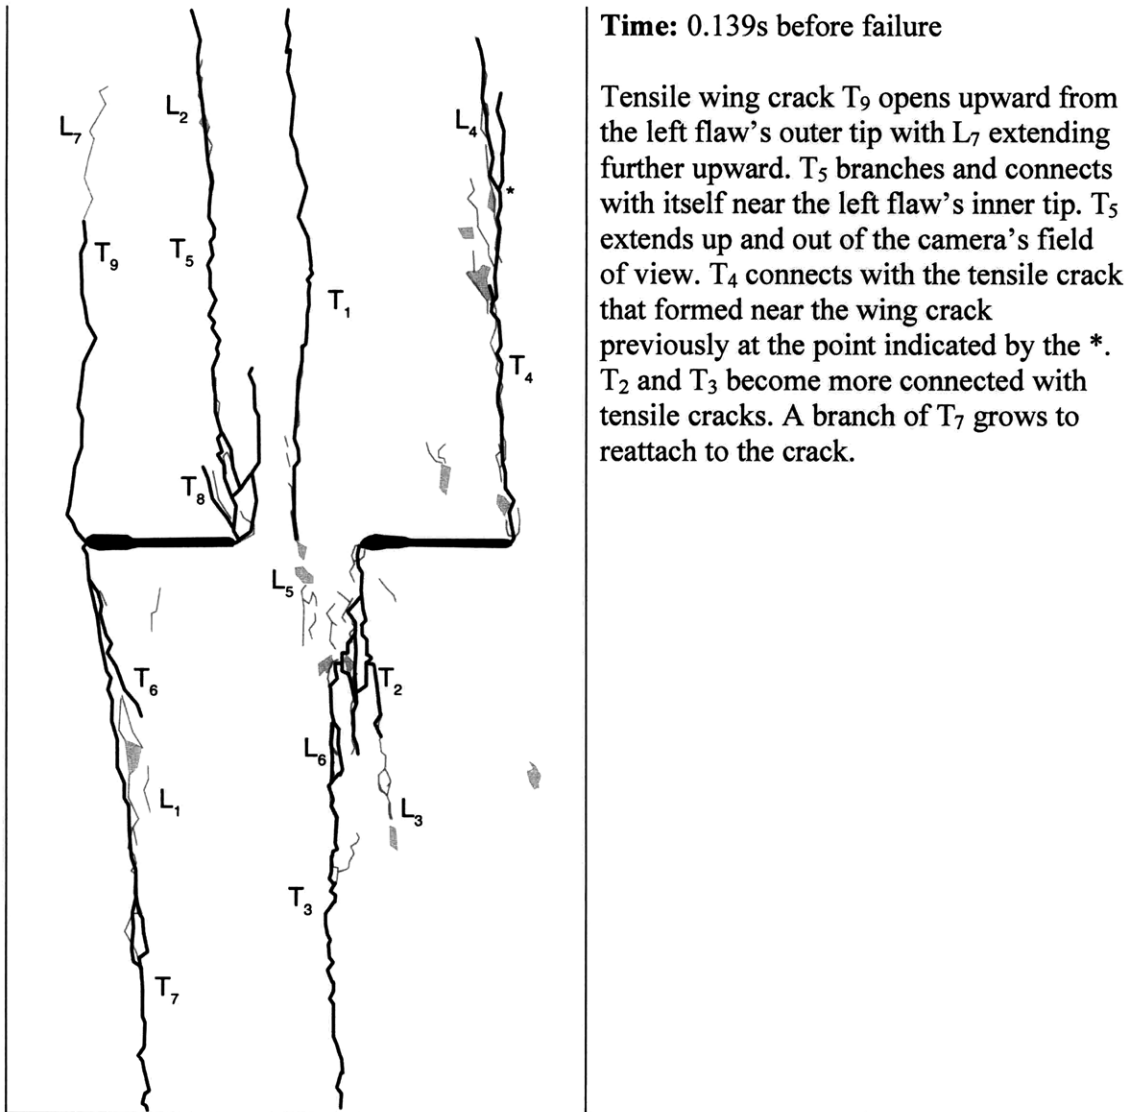 Time: 0.139s before failure
Tensile wing crack T₉ opens upward from
the left flaw's outer tip with L₇ extending
further upward. T₅ branches and connects
with itself near the left flaw's inner tip. T₅
extends up and out of the camera's field
of view. T₄ connects with the tensile crack
that formed near the wing crack
previously at the point indicated by the *.
T₂ and T₃ become more connected with
tensile cracks. A branch of T₇ grows to
reattach to the crack.
L₇
L₂
L₄
*
T₉
T₅
T₁
T₄
T₈
L₅
T₆
T₂
L₆
L₁
L₃
T₃
T₇